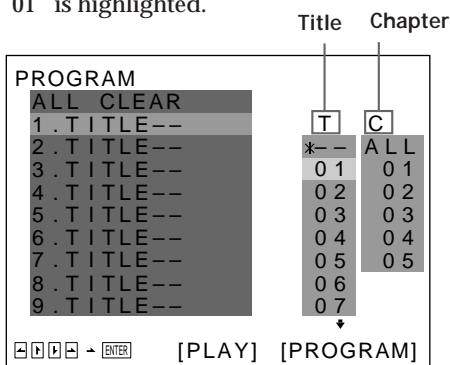 01 is highlighted.
Title Chapter
PROGRAM
ALL CLEAR
1.TITLE––
2.TITLE––
3.TITLE––
4.TITLE––
5.TITLE––
6.TITLE––
7.TITLE––
8.TITLE––
9.TITLE––
T C
*–– ALL
01 01
02 02
03 03
04 04
05 05
06
07
ENTER [PLAY] [PROGRAM]